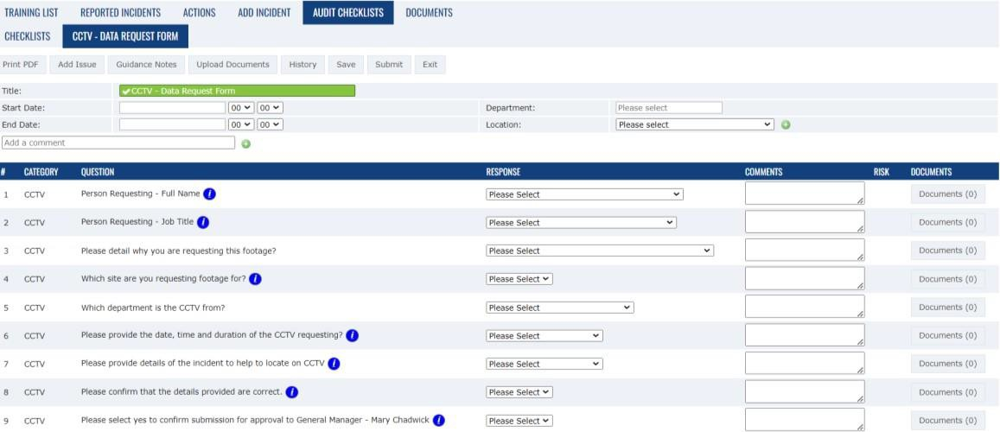 TRAINING LIST REPORTED INCIDENTS ACTIONS ADD INCIDENT AUDIT CHECKLISTS DOCUMENTS
CHECKLISTS CCTV - DATA REQUEST FORM
Print PDF Add Issue Guidance Notes Upload Documents History Save Submit Exit
Title: CCTV - Data Request Form
Start Date: 00 00 Department: Please select
End Date: 00 00 Location: Please select
Add a comment
# CATEGORY QUESTION RESPONSE COMMENTS RISK DOCUMENTS
1 CCTV Person Requesting - Full Name i Please Select Documents (0)
2 CCTV Person Requesting - Job Title i Please Select Documents (0)
3 CCTV Please detail why you are requesting this footage? Please Select Documents (0)
4 CCTV Which site are you requesting footage for? i Please Select Documents (0)
5 CCTV Which department is the CCTV from? Please Select Documents (0)
6 CCTV Please provide the date, time and duration of the CCTV requesting? i Please Select Documents (0)
7 CCTV Please provide details of the incident to help to locate on CCTV i Please Select Documents (0)
8 CCTV Please confirm that the details provided are correct. i Please Select Documents (0)
9 CCTV Please select yes to confirm submission for approval to General Manager - Mary Chadwick i Please Select Documents (0)